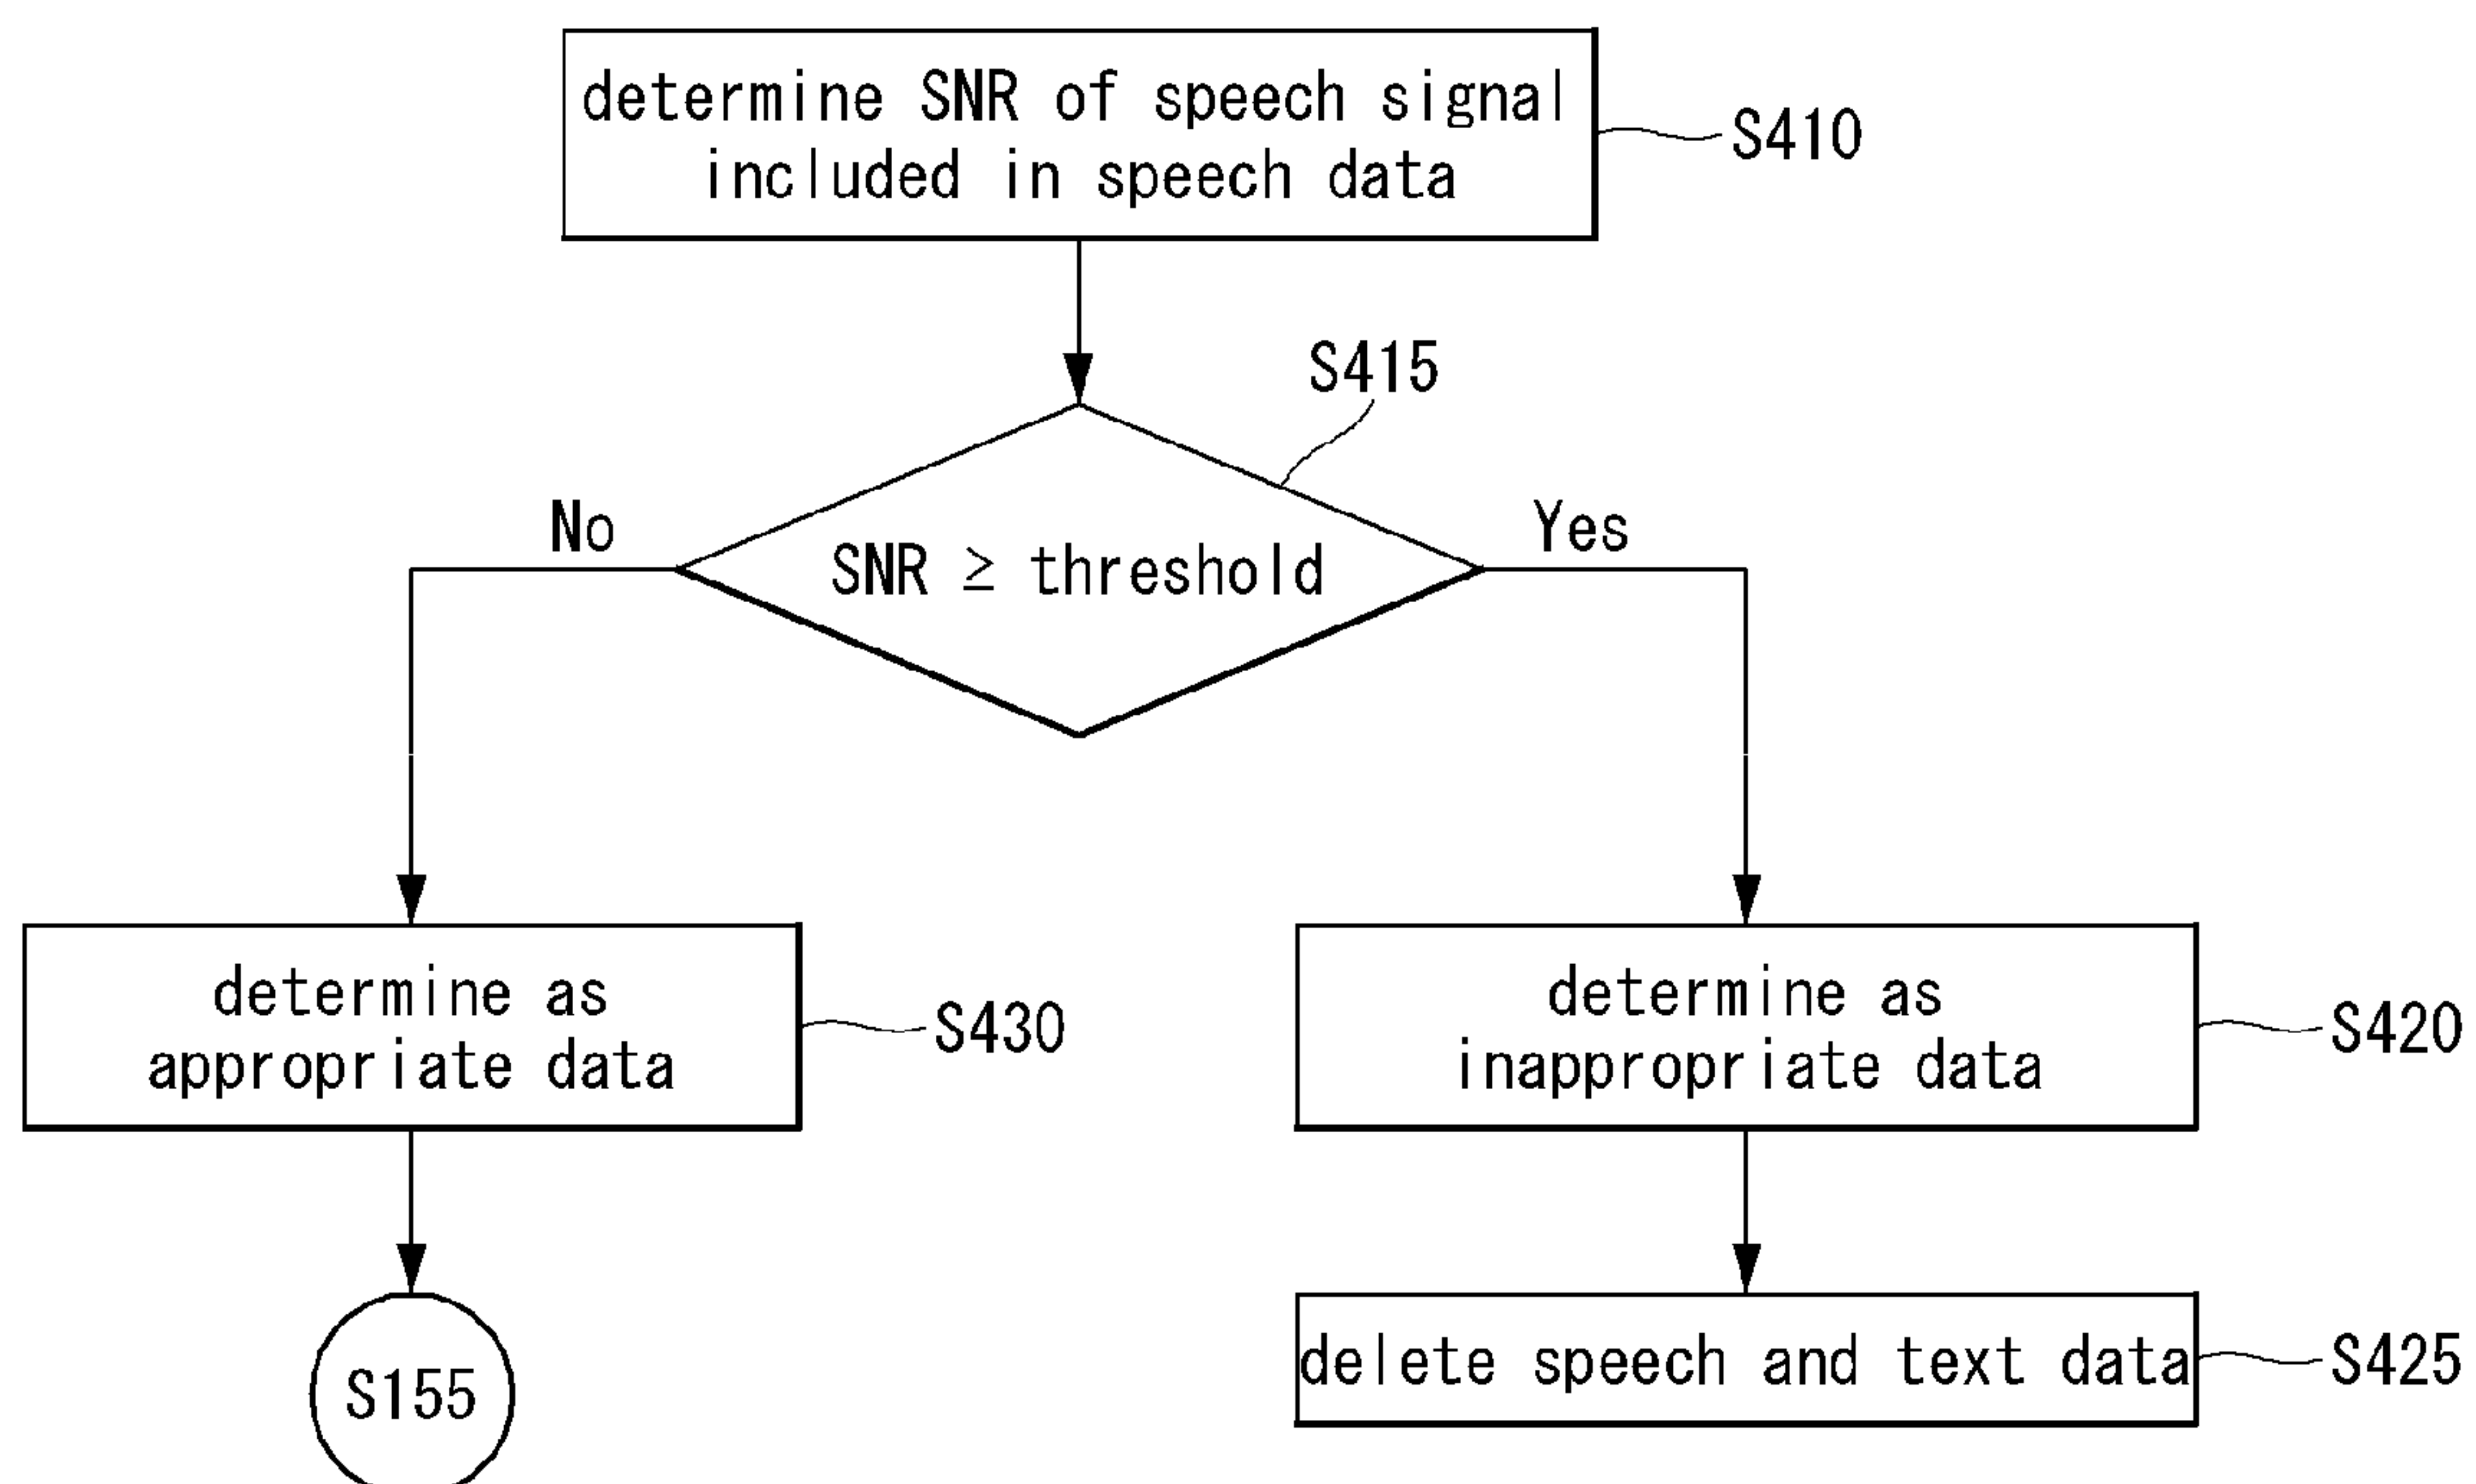 determine SNR of speech signal
included in speech data
S410
S415
No
Yes
SNR ≥ threshold
determine as
appropriate data
S430
determine as
inappropriate data
S420
S155
delete speech and text data
S425